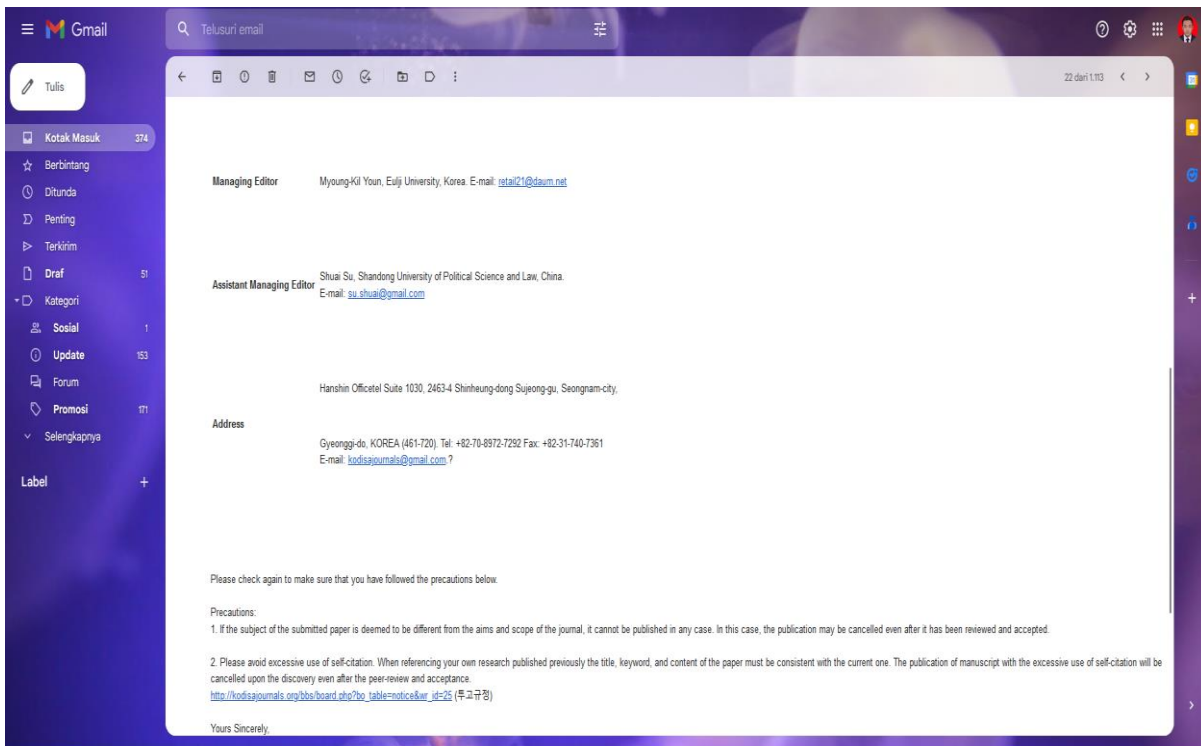 Gmail
Telusuri email
Tulis
22 dari 1.113
Kotak Masuk 374
Berbintang
Ditunda
Penting
Terkirim
Draf 51
Kategori
Sosial 1
Update 153
Forum
Promosi 171
Selengkapnya
Label
Managing Editor Myoung-Kil Youn, Eulji University, Korea. E-mail: retail21@daum.net
Assistant Managing Editor Shuai Su, Shandong University of Political Science and Law, China.
E-mail: su.shuai@gmail.com
Hanshin Officetel Suite 1030, 2463-4 Shinheung-dong Sujeong-gu, Seongnam-city,
Address
Gyeonggi-do, KOREA (461-720). Tel: +82-70-8972-7292 Fax: +82-31-740-7361
E-mail: kodisajournals@gmail.com.?
Please check again to make sure that you have followed the precautions below.
Precautions:
1. If the subject of the submitted paper is deemed to be different from the aims and scope of the journal, it cannot be published in any case. In this case, the publication may be cancelled even after it has been reviewed and accepted.
2. Please avoid excessive use of self-citation. When referencing your own research published previously the title, keyword, and content of the paper must be consistent with the current one. The publication of manuscript with the excessive use of self-citation will be
cancelled upon the discovery even after the peer-review and acceptance.
http://kodisajournals.org/bbs/board.php?bo_table=notice&wr_id=25 (투고규정)
Yours Sincerely,